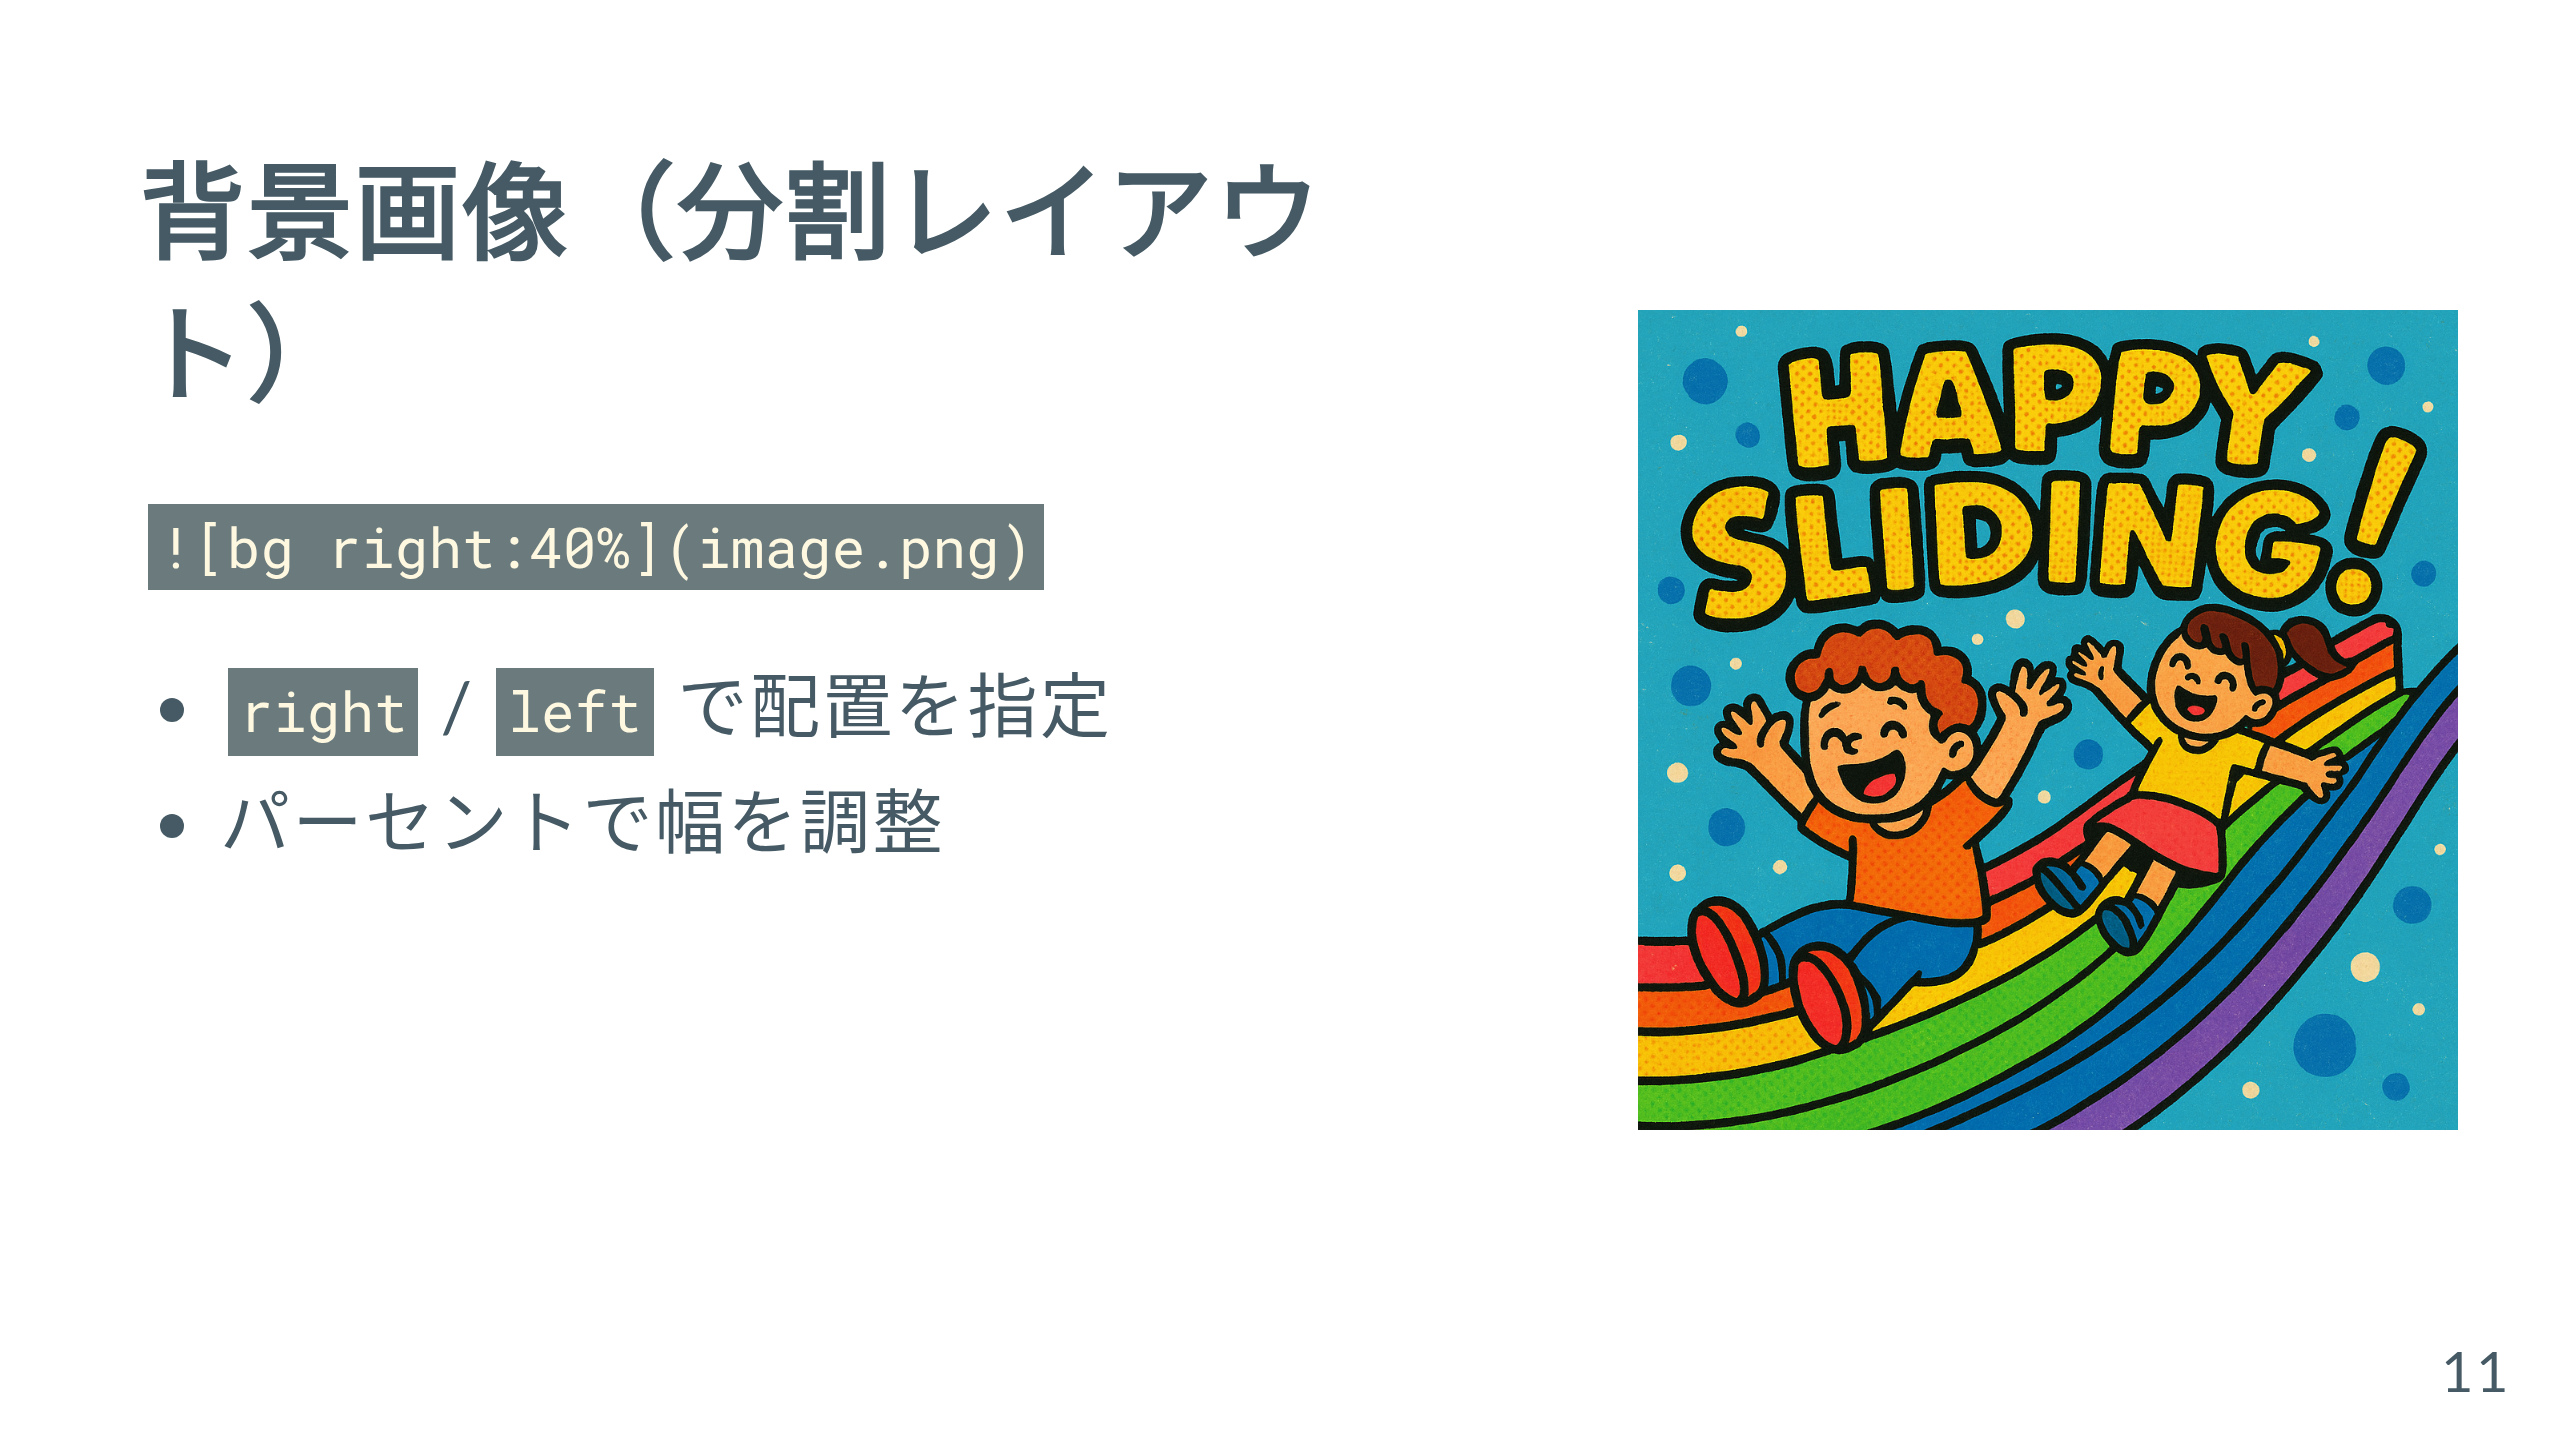 背景画像（分割レイアウ
ト）
![bg right:40%](image.png)
• right / left で配置を指定
• パーセントで幅を調整
HAPPY
SLIDING!
11